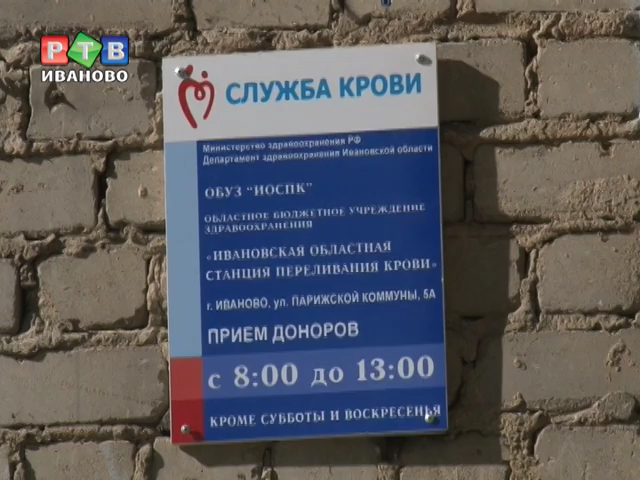 РТВ
ИВАНОВО
СЛУЖБА КРОВИ
Министерство здравоохранения РФ
Департамент здравоохранения Ивановской области
ОБУЗ "ИОСПК"
ОБЛАСТНОЕ БЮДЖЕТНОЕ УЧРЕЖДЕНИЕ
ЗДРАВООХРАНЕНИЯ
«ИВАНОВСКАЯ ОБЛАСТНАЯ
СТАНЦИЯ ПЕРЕЛИВАНИЯ КРОВИ»
г. ИВАНОВО, ул. ПАРИЖСКОЙ КОММУНЫ, 5А
ПРИЕМ ДОНОРОВ
с 8:00 до 13:00
КРОМЕ СУББОТЫ И ВОСКРЕСЕНЬЯ